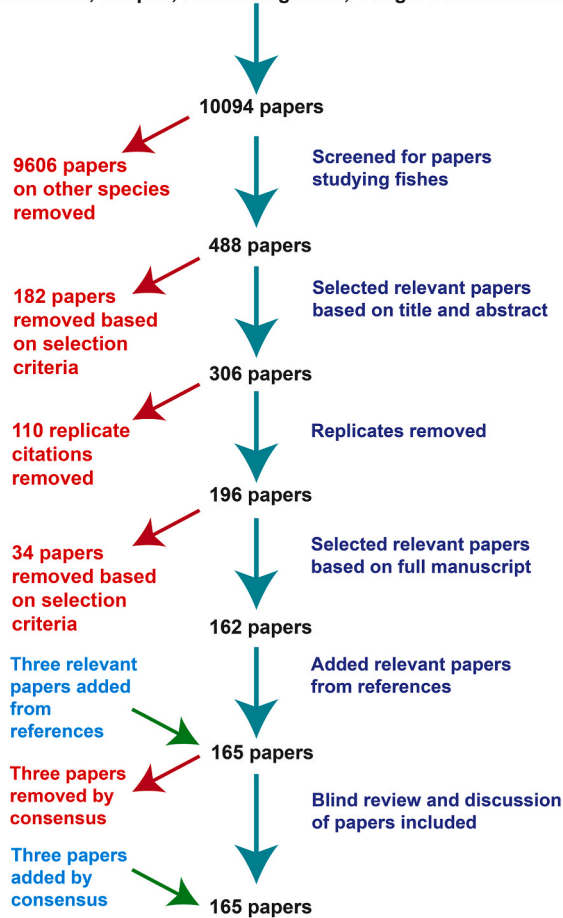 10094 papers
9606 papers
on other species
removed
Screened for papers
studying fishes
488 papers
182 papers
removed based
on selection
criteria
Selected relevant papers
based on title and abstract
306 papers
110 replicate
citations
removed
Replicates removed
196 papers
34 papers
removed based
on selection
criteria
Selected relevant papers
based on full manuscript
162 papers
Three relevant
papers added
from
references
Added relevant papers
from references
165 papers
Three papers
removed by
consensus
Blind review and discussion
of papers included
Three papers
added by
consensus
165 papers